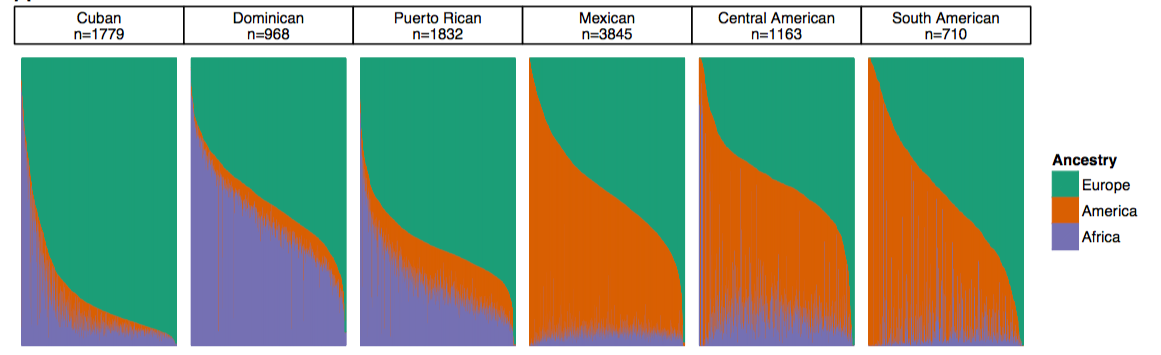 Cuban
n=1779
Dominican
n=968
Puerto Rican
n=1832
Mexican
n=3845
Central American
n=1163
South American
n=710
Ancestry
Europe
America
Africa